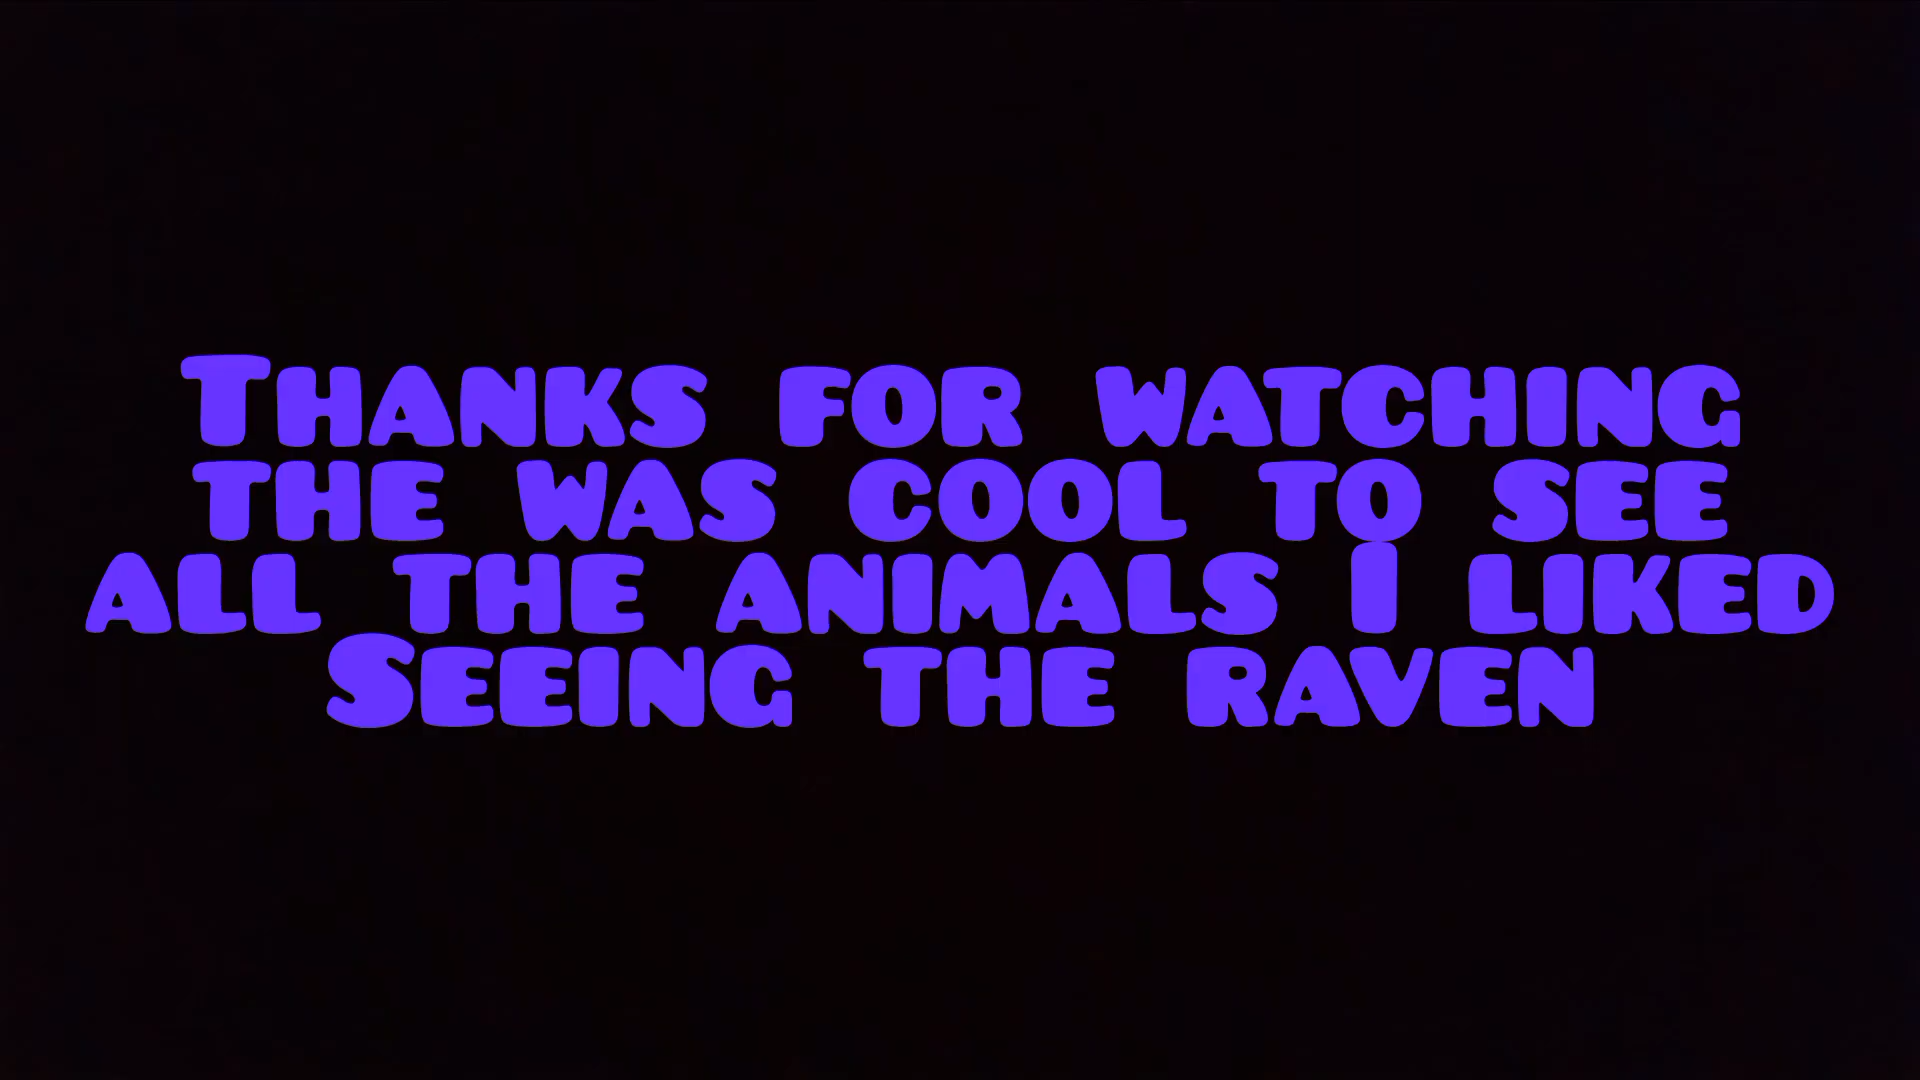 Thanks for watching
the was cool to see
all the animals I liked
Seeing the raven